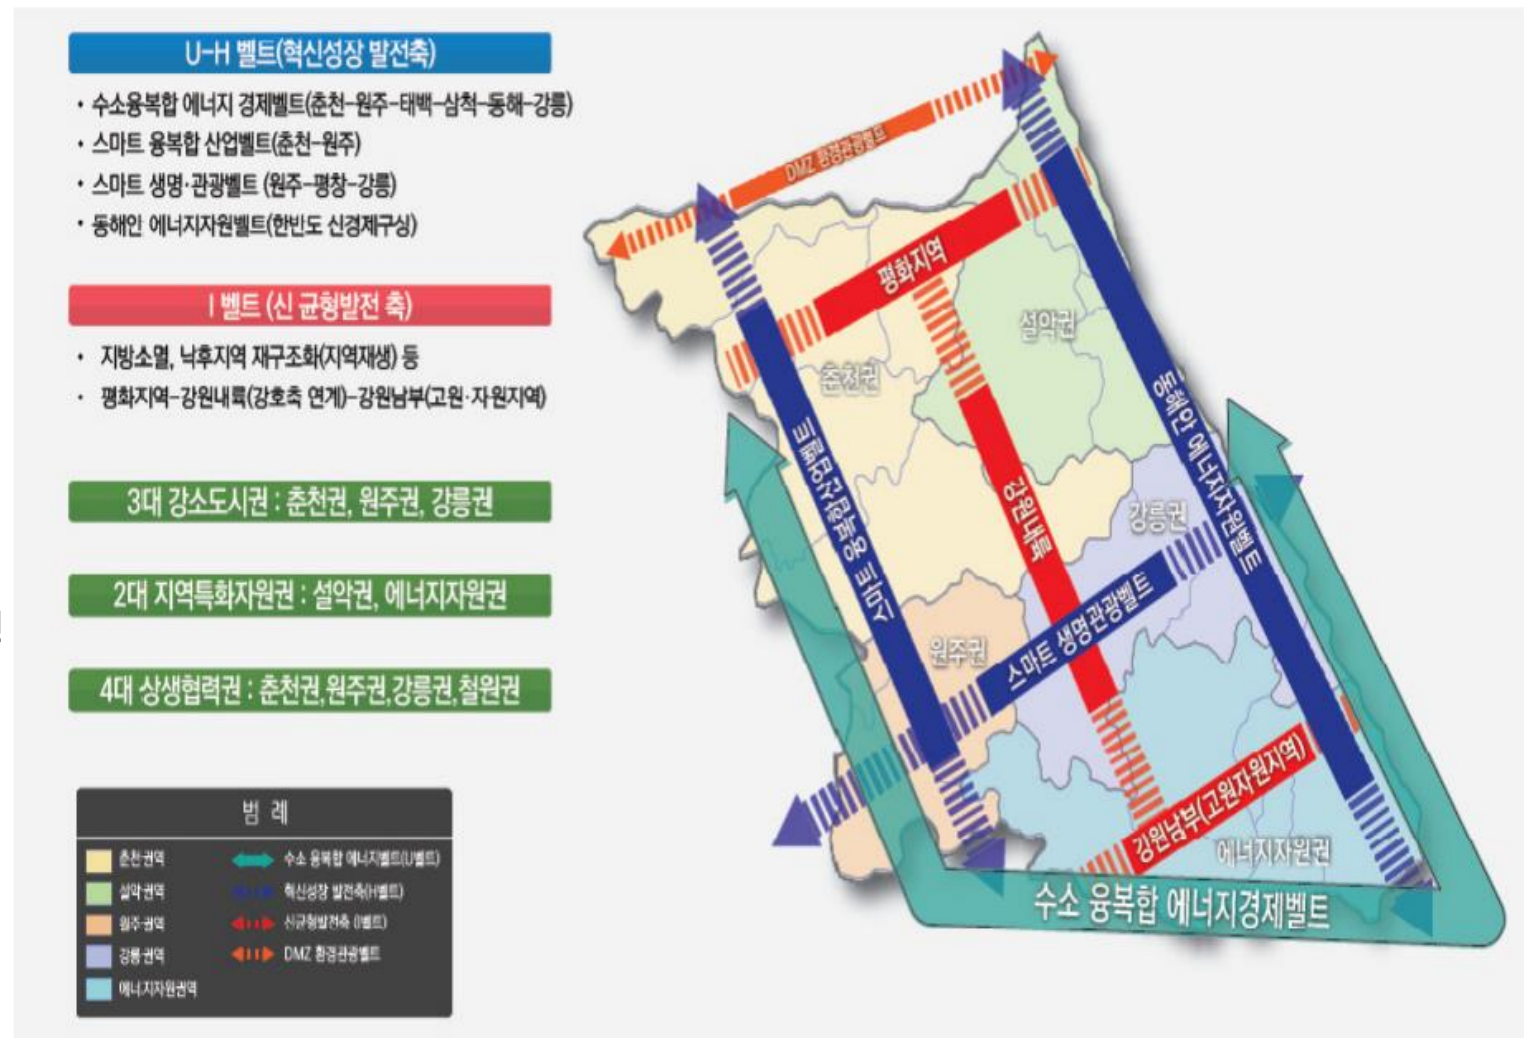 U-H 벨트(혁신성장 발전축)
• 수소융복합 에너지 경제벨트(춘천-원주-태백-삼척-동해-강릉)
• 스마트 융복합 산업벨트(춘천-원주)
• 스마트 생명·관광벨트 (원주-평창-강릉)
• 동해안 에너지자원벨트(한반도 신경제구상)
I 벨트 (신 균형발전 축)
• 지방소멸, 낙후지역 재구조화(지역재생) 등
• 평화지역-강원내륙(강호축 연계)-강원남부(고원·자원지역)
3대 강소도시권 : 춘천권, 원주권, 강릉권
2대 지역특화자원권 : 설악권, 에너지자원권
4대 상생협력권 : 춘천권,원주권,강릉권,철원권
범 례
춘천권역
설악권역
원주권역
강릉권역
에너지자원권역
수소 융복합 에너지벨트(U벨트)
혁신성장 발전축(H벨트)
신균형발전축 (I벨트)
DMZ 환경관광벨트
DMZ 환경관광벨트
평화지역
설악권
춘천권
동해안 에너지자원벨트
스마트 융복합산업벨트
강원내륙
강릉권
스마트 생명관광벨트
원주권
강원남부(고원자원지역)
에너지자원권
수소 융복합 에너지경제벨트